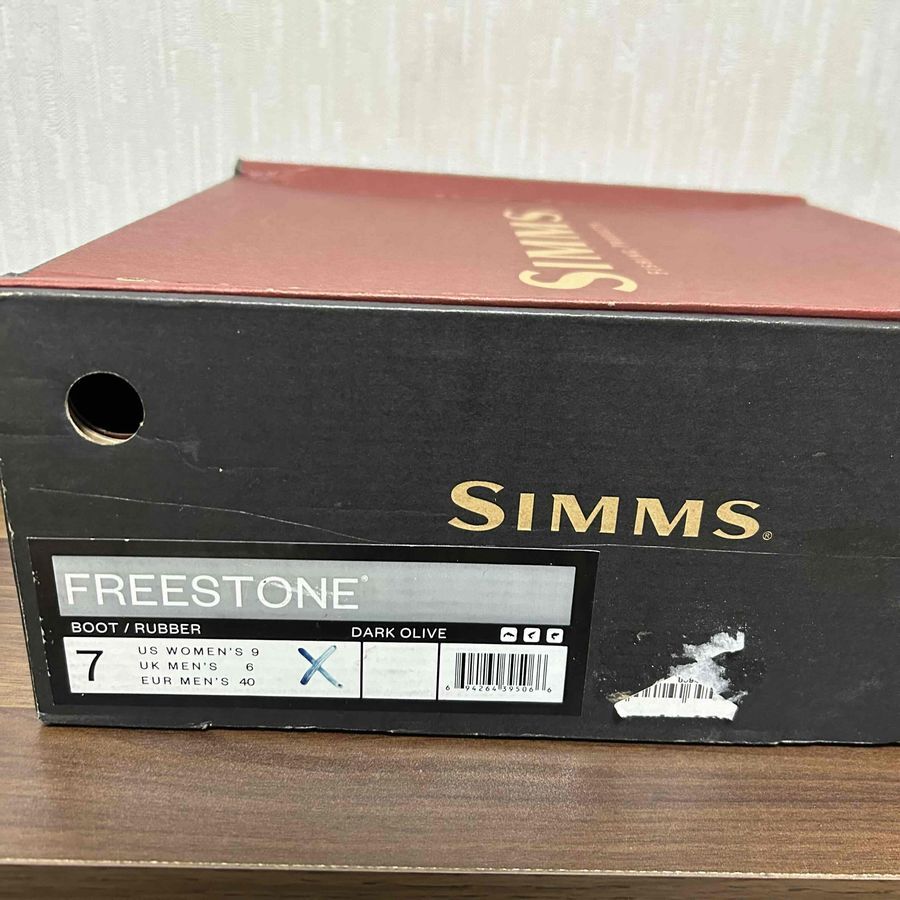 SIMMS
SIMMS®
FREESTONE®
BOOT / RUBBER DARK OLIVE
7
US WOMEN'S 9
UK MEN'S 6
EUR MEN'S 40
X
6 94264 39506 6